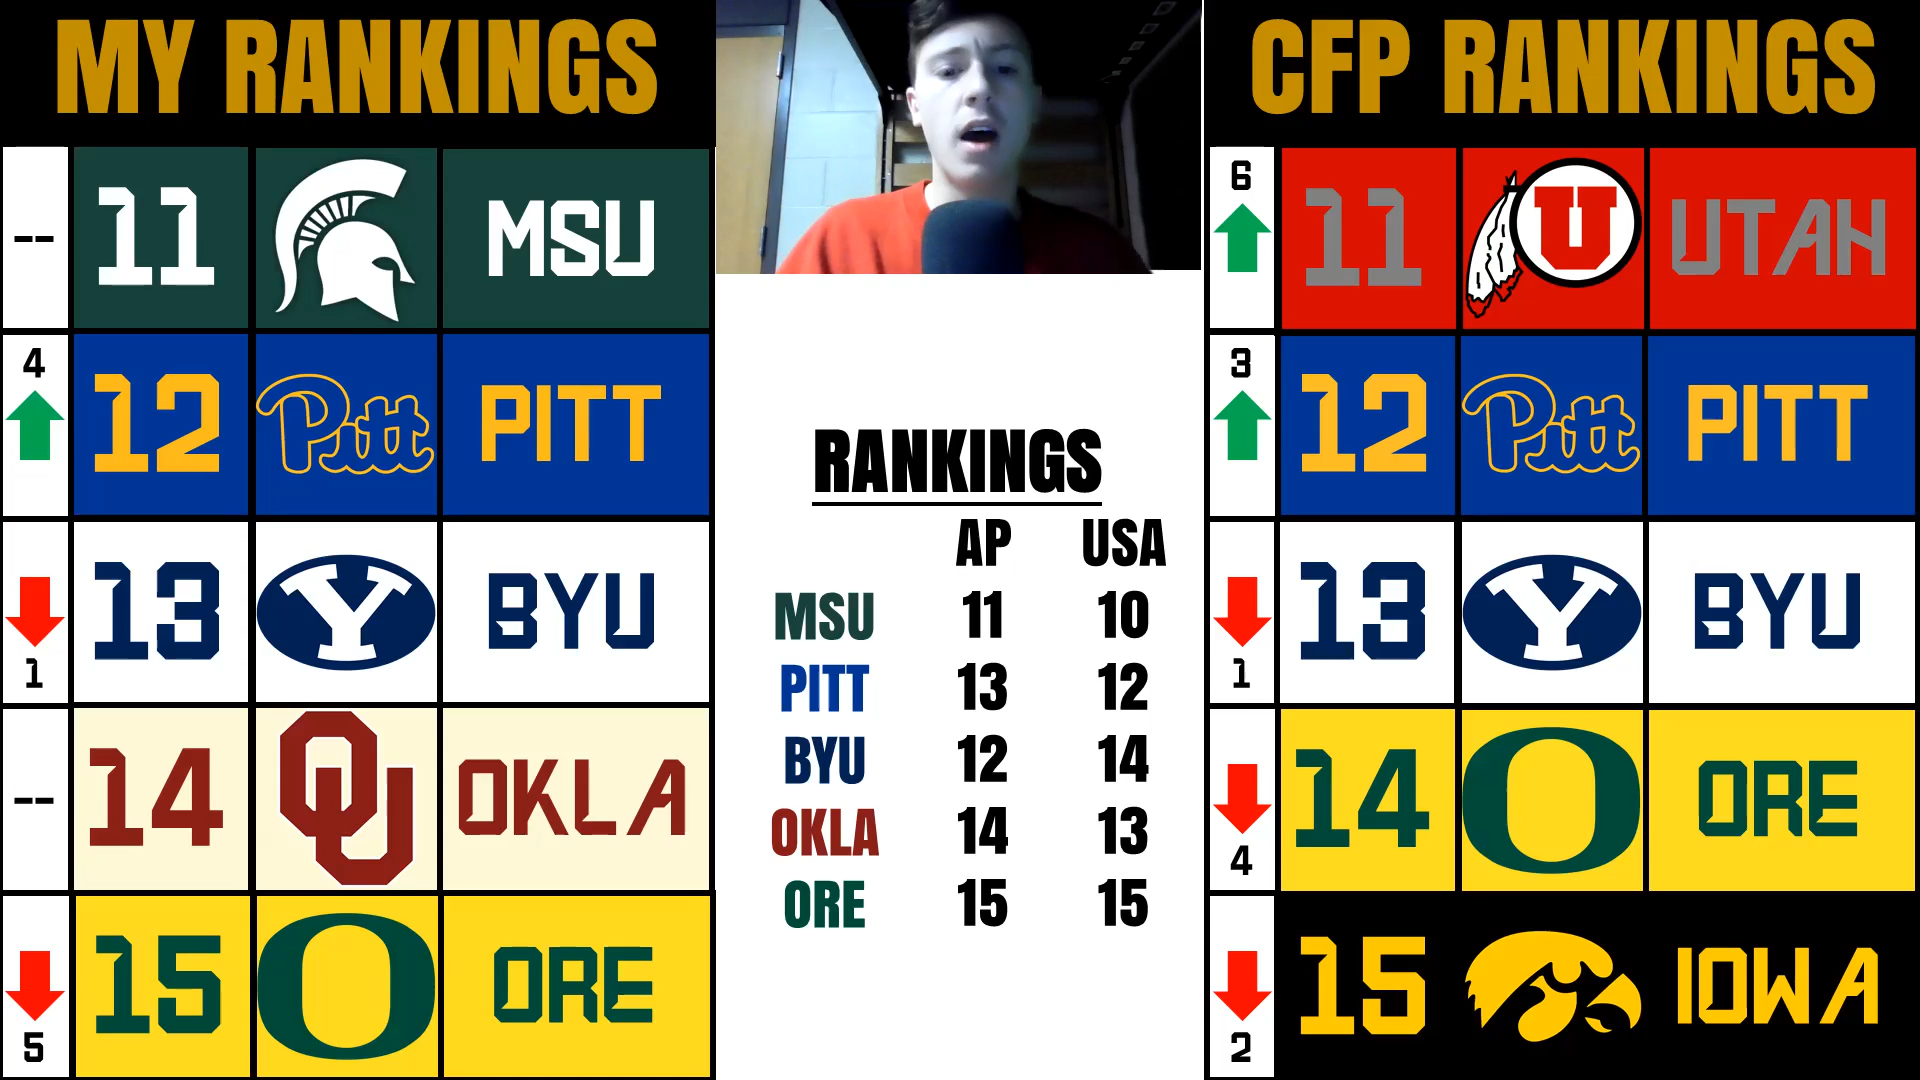 MY RANKINGS
-- 11 MSU
4 12 Pitt PITT
13 Y BYU
1
-- 14 OU OKLA
15 O ORE
5
RANKINGS
AP USA
MSU 11 10
PITT 13 12
BYU 12 14
OKLA 14 13
ORE 15 15
CFP RANKINGS
6 11 U UTAH
3 12 Pitt PITT
13 Y BYU
1
14 O ORE
4
15 IOWA
2